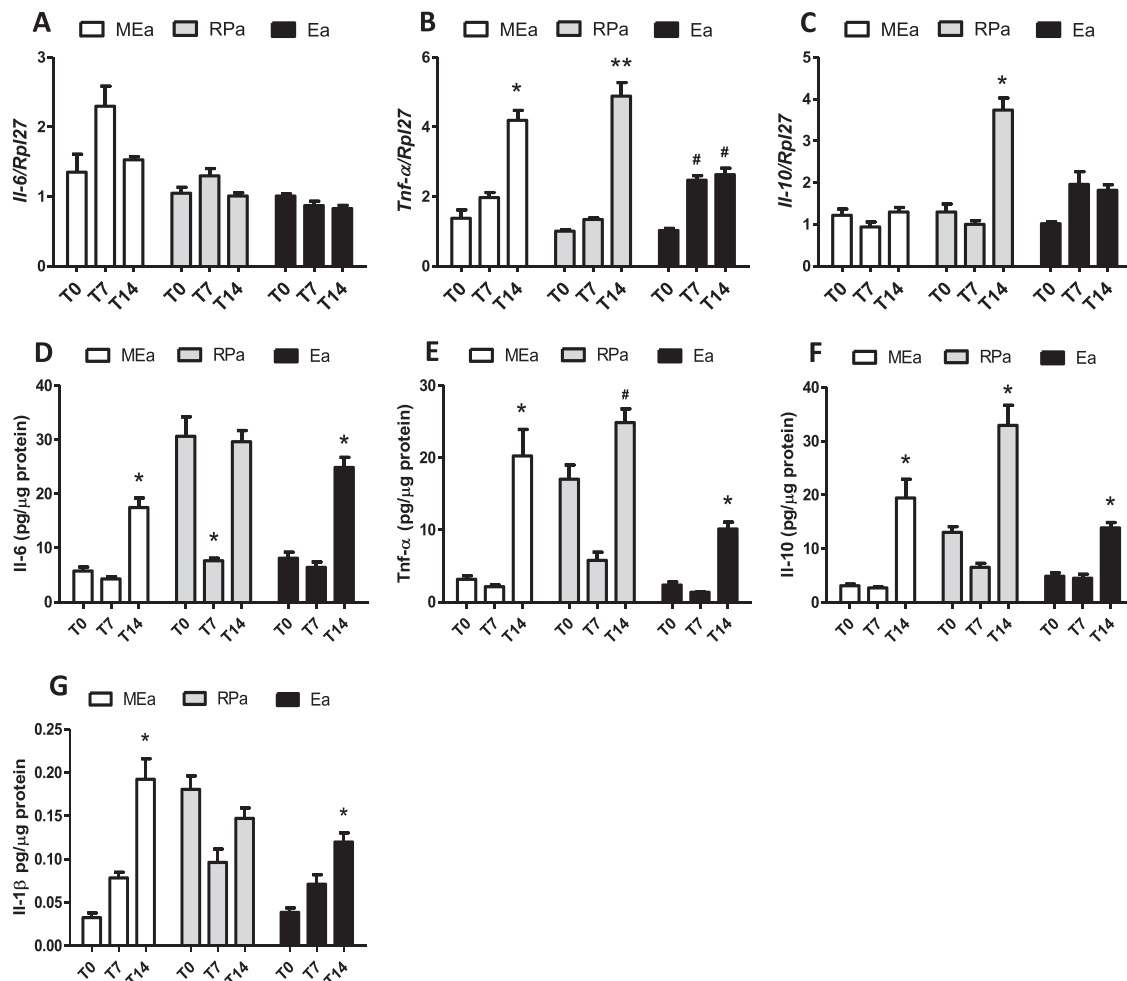 A
MEa RPa Ea
Il-6/Rpl27
3
2
1
0
T0 T7 T14 T0 T7 T14 T0 T7 T14
B
MEa RPa Ea
Tnf-α/Rpl27
6
4
2
0
* ** # #
T0 T7 T14 T0 T7 T14 T0 T7 T14
C
MEa RPa Ea
Il-10/Rpl27
5
4
3
2
1
0
*
T0 T7 T14 T0 T7 T14 T0 T7 T14
D
MEa RPa Ea
Il-6 (pg/µg protein)
40
30
20
10
0
* * *
T0 T7 T14 T0 T7 T14 T0 T7 T14
E
MEa RPa Ea
Tnf-α (pg/µg protein)
30
20
10
0
* # *
T0 T7 T14 T0 T7 T14 T0 T7 T14
F
MEa RPa Ea
Il-10 (pg/µg protein)
40
30
20
10
0
* * *
T0 T7 T14 T0 T7 T14 T0 T7 T14
G
MEa RPa Ea
Il-1β pg/µg protein
0.25
0.20
0.15
0.10
0.05
0.00
* *
T0 T7 T14 T0 T7 T14 T0 T7 T14